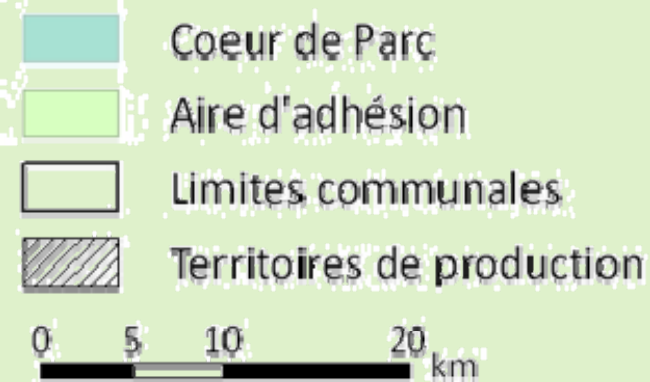 Coeur de Parc
Aire d'adhésion
Limites communales
Territoires de production
0 5 10 20
km